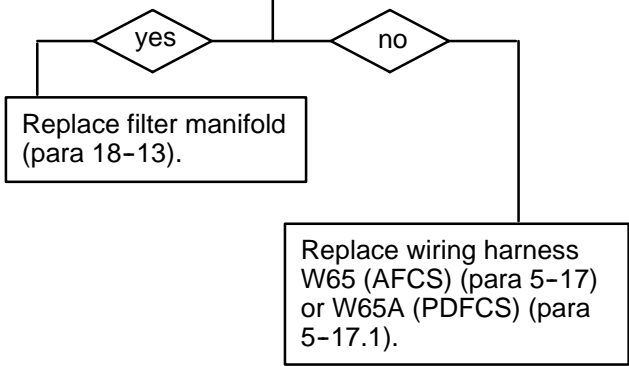 yes
no
Replace filter manifold
(para 18-13).
Replace wiring harness
W65 (AFCS) (para 5-17)
or W65A (PDFCS) (para
5-17.1).